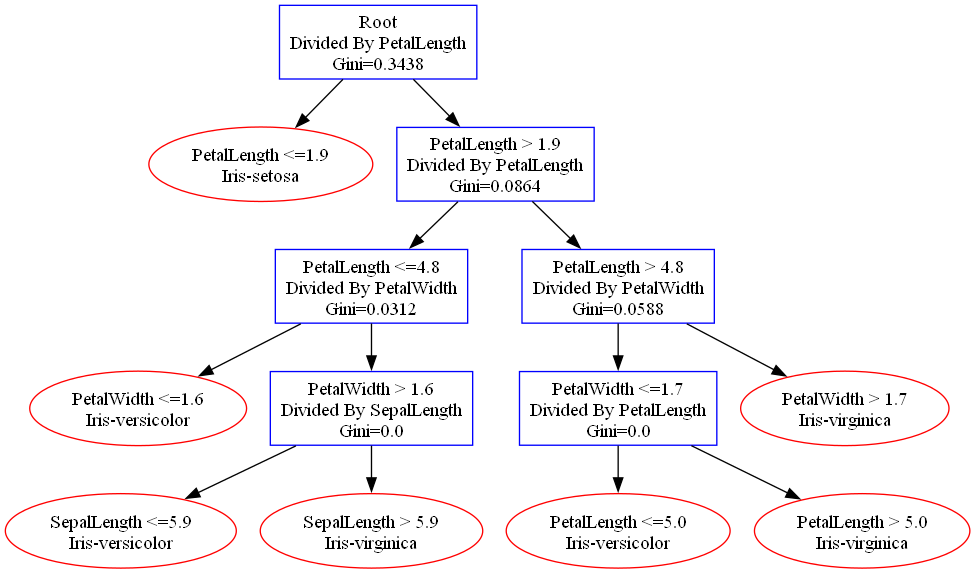 Root
Divided By PetalLength
Gini=0.3438
PetalLength <=1.9
Iris-setosa
PetalLength > 1.9
Divided By PetalLength
Gini=0.0864
PetalLength <=4.8
Divided By PetalWidth
Gini=0.0312
PetalLength > 4.8
Divided By PetalWidth
Gini=0.0588
PetalWidth <=1.6
Iris-versicolor
PetalWidth > 1.6
Divided By SepalLength
Gini=0.0
PetalWidth <=1.7
Divided By PetalLength
Gini=0.0
PetalWidth > 1.7
Iris-virginica
SepalLength <=5.9
Iris-versicolor
SepalLength > 5.9
Iris-virginica
PetalLength <=5.0
Iris-versicolor
PetalLength > 5.0
Iris-virginica